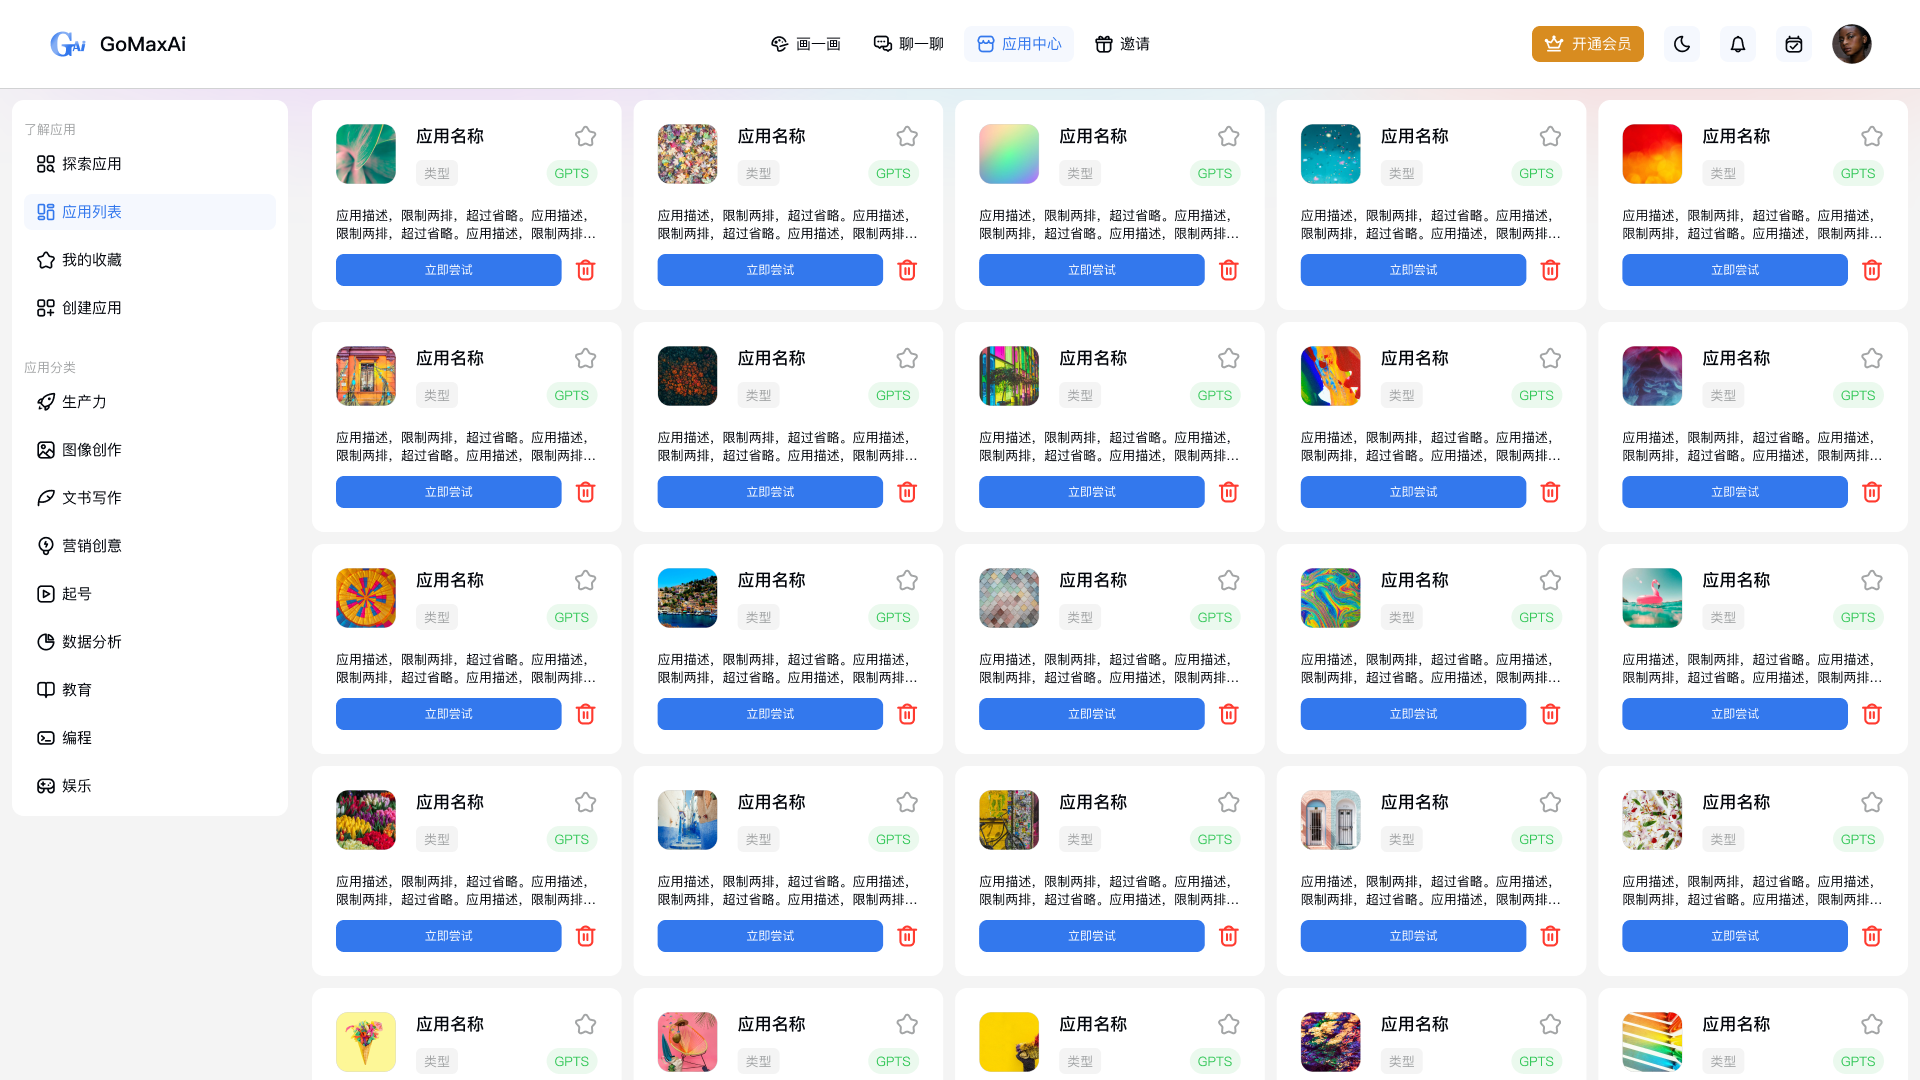 GAi GoMaxAi
画一画 聊一聊 应用中心 邀请
开通会员
了解应用
探索应用
应用列表
我的收藏
创建应用
应用分类
生产力
图像创作
文书写作
营销创意
起号
数据分析
教育
编程
娱乐
应用名称 应用名称 应用名称 应用名称 应用名称
类型 GPTS 类型 GPTS 类型 GPTS 类型 GPTS 类型 GPTS
应用描述，限制两排，超过省略。应用描述， 应用描述，限制两排，超过省略。应用描述， 应用描述，限制两排，超过省略。应用描述， 应用描述，限制两排，超过省略。应用描述， 应用描述，限制两排，超过省略。应用描述，
限制两排，超过省略。应用描述，限制两排... 限制两排，超过省略。应用描述，限制两排... 限制两排，超过省略。应用描述，限制两排... 限制两排，超过省略。应用描述，限制两排... 限制两排，超过省略。应用描述，限制两排...
立即尝试 立即尝试 立即尝试 立即尝试 立即尝试
应用名称 应用名称 应用名称 应用名称 应用名称
类型 GPTS 类型 GPTS 类型 GPTS 类型 GPTS 类型 GPTS
应用描述，限制两排，超过省略。应用描述， 应用描述，限制两排，超过省略。应用描述， 应用描述，限制两排，超过省略。应用描述， 应用描述，限制两排，超过省略。应用描述， 应用描述，限制两排，超过省略。应用描述，
限制两排，超过省略。应用描述，限制两排... 限制两排，超过省略。应用描述，限制两排... 限制两排，超过省略。应用描述，限制两排... 限制两排，超过省略。应用描述，限制两排... 限制两排，超过省略。应用描述，限制两排...
立即尝试 立即尝试 立即尝试 立即尝试 立即尝试
应用名称 应用名称 应用名称 应用名称 应用名称
类型 GPTS 类型 GPTS 类型 GPTS 类型 GPTS 类型 GPTS
应用描述，限制两排，超过省略。应用描述， 应用描述，限制两排，超过省略。应用描述， 应用描述，限制两排，超过省略。应用描述， 应用描述，限制两排，超过省略。应用描述， 应用描述，限制两排，超过省略。应用描述，
限制两排，超过省略。应用描述，限制两排... 限制两排，超过省略。应用描述，限制两排... 限制两排，超过省略。应用描述，限制两排... 限制两排，超过省略。应用描述，限制两排... 限制两排，超过省略。应用描述，限制两排...
立即尝试 立即尝试 立即尝试 立即尝试 立即尝试
应用名称 应用名称 应用名称 应用名称 应用名称
类型 GPTS 类型 GPTS 类型 GPTS 类型 GPTS 类型 GPTS
应用描述，限制两排，超过省略。应用描述， 应用描述，限制两排，超过省略。应用描述， 应用描述，限制两排，超过省略。应用描述， 应用描述，限制两排，超过省略。应用描述， 应用描述，限制两排，超过省略。应用描述，
限制两排，超过省略。应用描述，限制两排... 限制两排，超过省略。应用描述，限制两排... 限制两排，超过省略。应用描述，限制两排... 限制两排，超过省略。应用描述，限制两排... 限制两排，超过省略。应用描述，限制两排...
立即尝试 立即尝试 立即尝试 立即尝试 立即尝试
应用名称 应用名称 应用名称 应用名称 应用名称
类型 GPTS 类型 GPTS 类型 GPTS 类型 GPTS 类型 GPTS